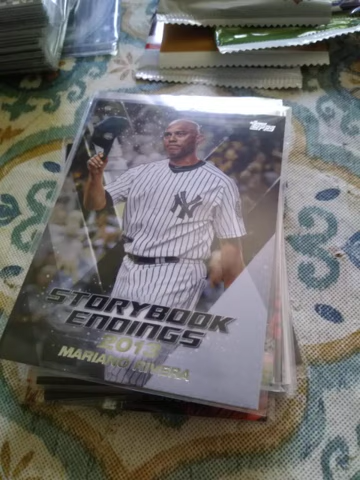 Topps
NY
STORYBOOK
ENDINGS
2013
MARIANO RIVERA